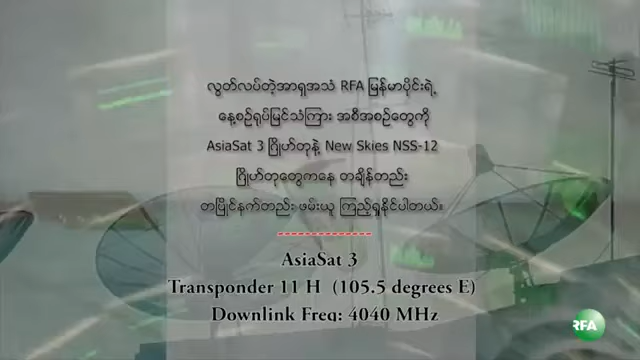 လွတ်လပ်တဲ့အာရှအသံ RFA မြန်မာပိုင်းရဲ့
နေ့စဉ်ရုပ်မြင်သံကြား အစီအစဉ်တွေကို
AsiaSat 3 ဂြိုဟ်တုနဲ့ New Skies NSS-12
ဂြိုဟ်တုတွေကနေ တချိန်တည်း
တပြိုင်နက်တည်း ဖမ်းယူ ကြည့်ရှုနိုင်ပါတယ်။
AsiaSat 3
Transponder 11 H (105.5 degrees E)
Downlink Freq: 4040 MHz
RFA